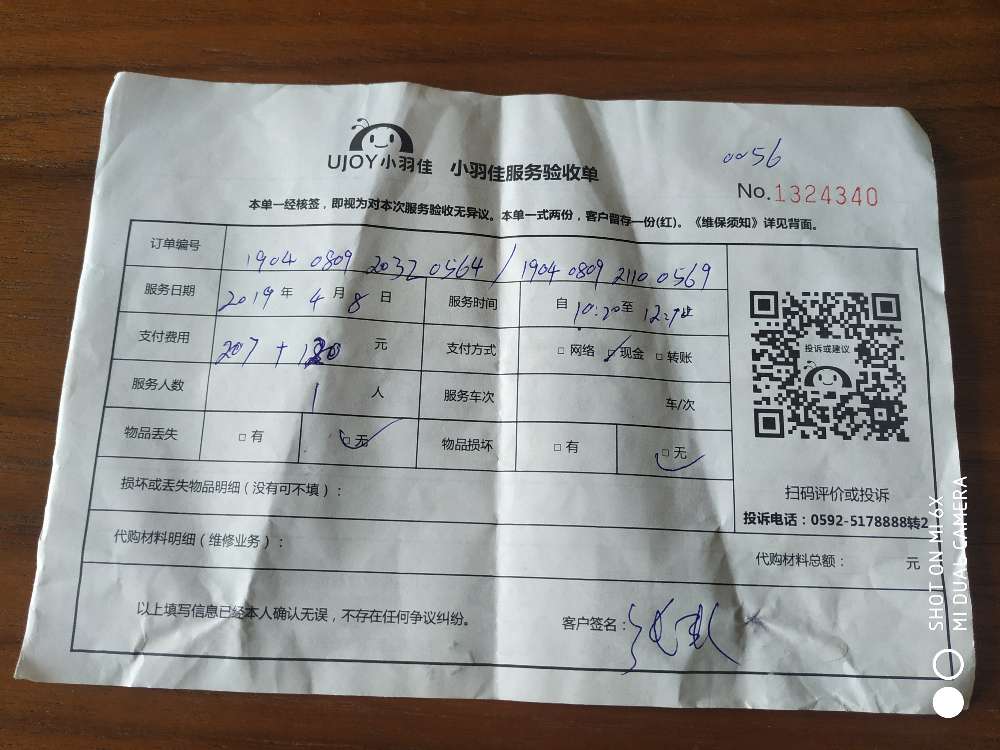 UJOY小羽佳 小羽佳服务验收单
0056
No.1324340
本单一经核签，即视为对本次服务验收无异议。本单一式两份，客户留存一份(红)。《维保须知》详见背面。
订单编号 1904 0809 2032 0564 / 1904 0809 2110 0569
服务日期 2019 年 4 月 8 日 服务时间 自 10:20 至
支付费用 207 + 元 支付方式 □ 网络 ☑ 现金 □ 转账
服务人数 1 人 服务车次 车/次
物品丢失 □ 有 ☑ 无 物品损坏 □ 有 ☑ 无
投诉或建议
扫码评价或投诉
投诉电话：0592-5178888转2
损坏或丢失物品明细（没有可不填）：
代购材料明细（维修业务）：
代购材料总额： 元
以上填写信息已经本人确认无误，不存在任何争议纠纷。
客户签名：
SHOT ON MI 6X
MI DUAL CAMERA